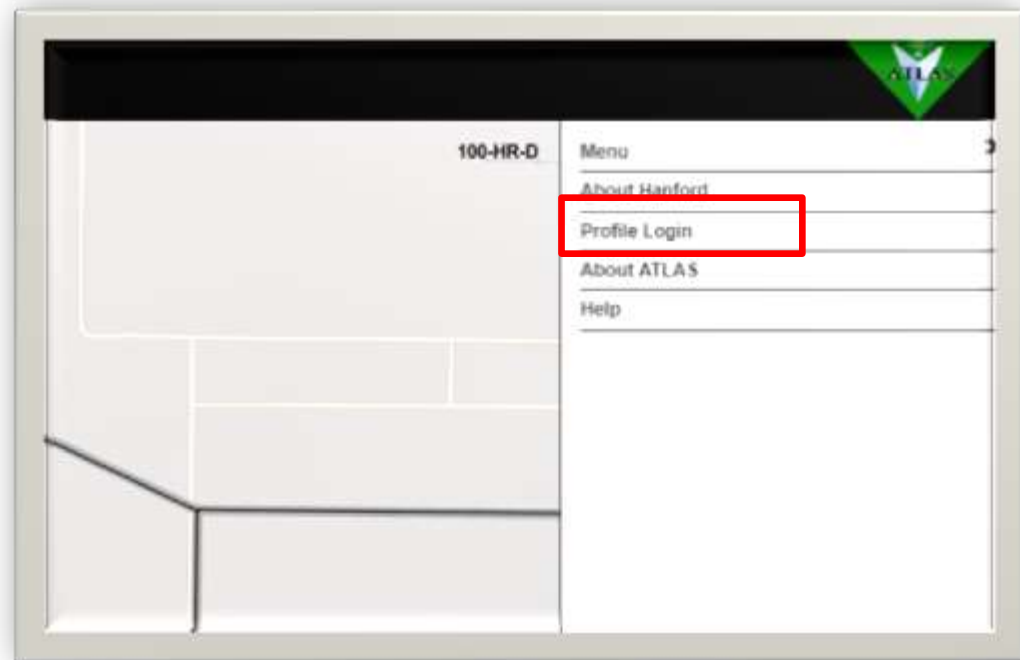 ATLAS
100-HR-D
Menu
About Hanford
Profile Login
About ATLAS
Help